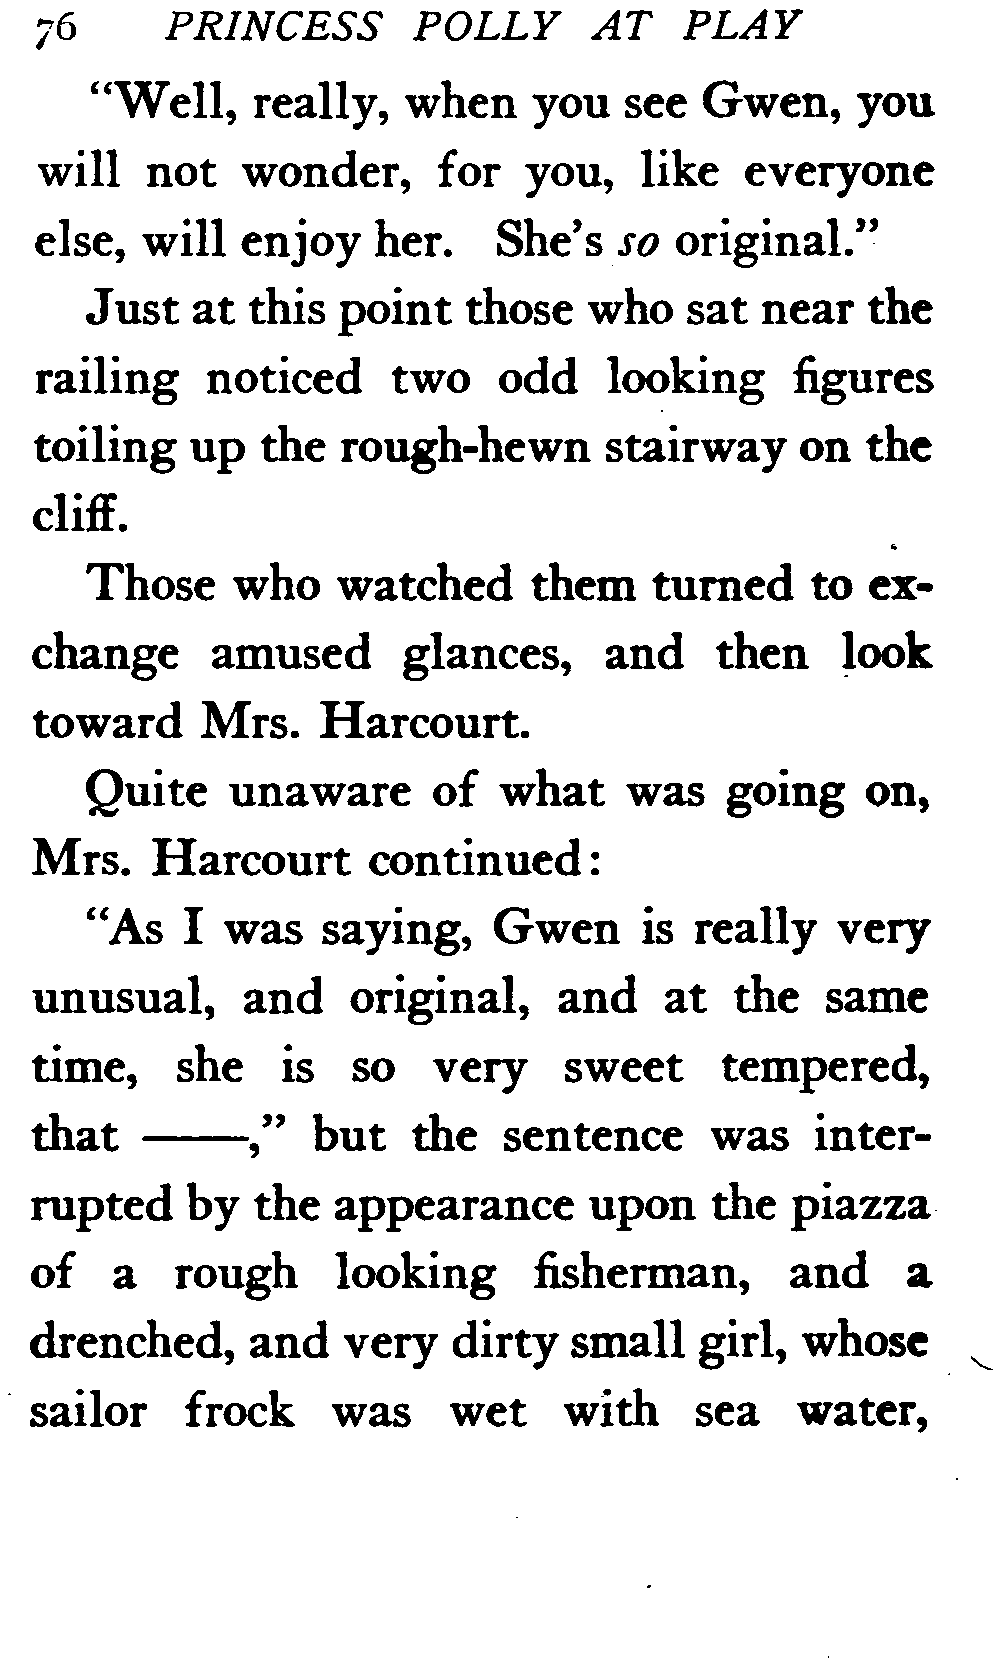 76 PRINCESS POLLY AT PLAY
“Well, really, when you see Gwen, you
will not wonder, for you, like everyone
else, will enjoy her. She’s so original.”
Just at this point those who sat near the
railing noticed two odd looking figures
toiling up the rough-hewn stairway on the
cliff.
Those who watched them turned to ex-
change amused glances, and then look
toward Mrs. Harcourt.
Quite unaware of what was going on,
Mrs. Harcourt continued:
“As I was saying, Gwen is really very
unusual, and original, and at the same
time, she is so very sweet tempered,
that ——,” but the sentence was inter-
rupted by the appearance upon the piazza
of a rough looking fisherman, and a
drenched, and very dirty small girl, whose
sailor frock was wet with sea water,